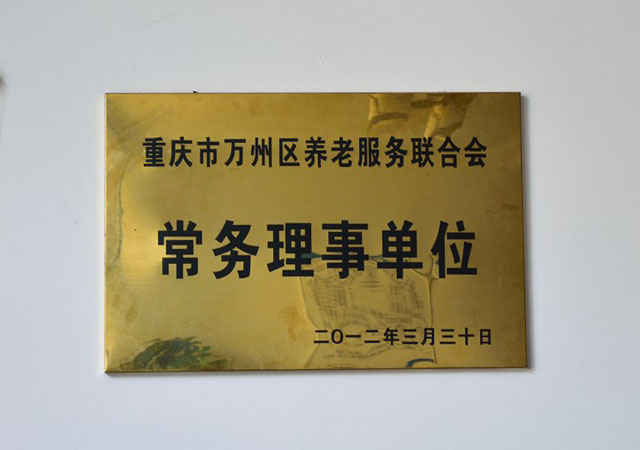 重庆市万州区养老服务联合会
常务理事单位
二〇一二年三月三十日